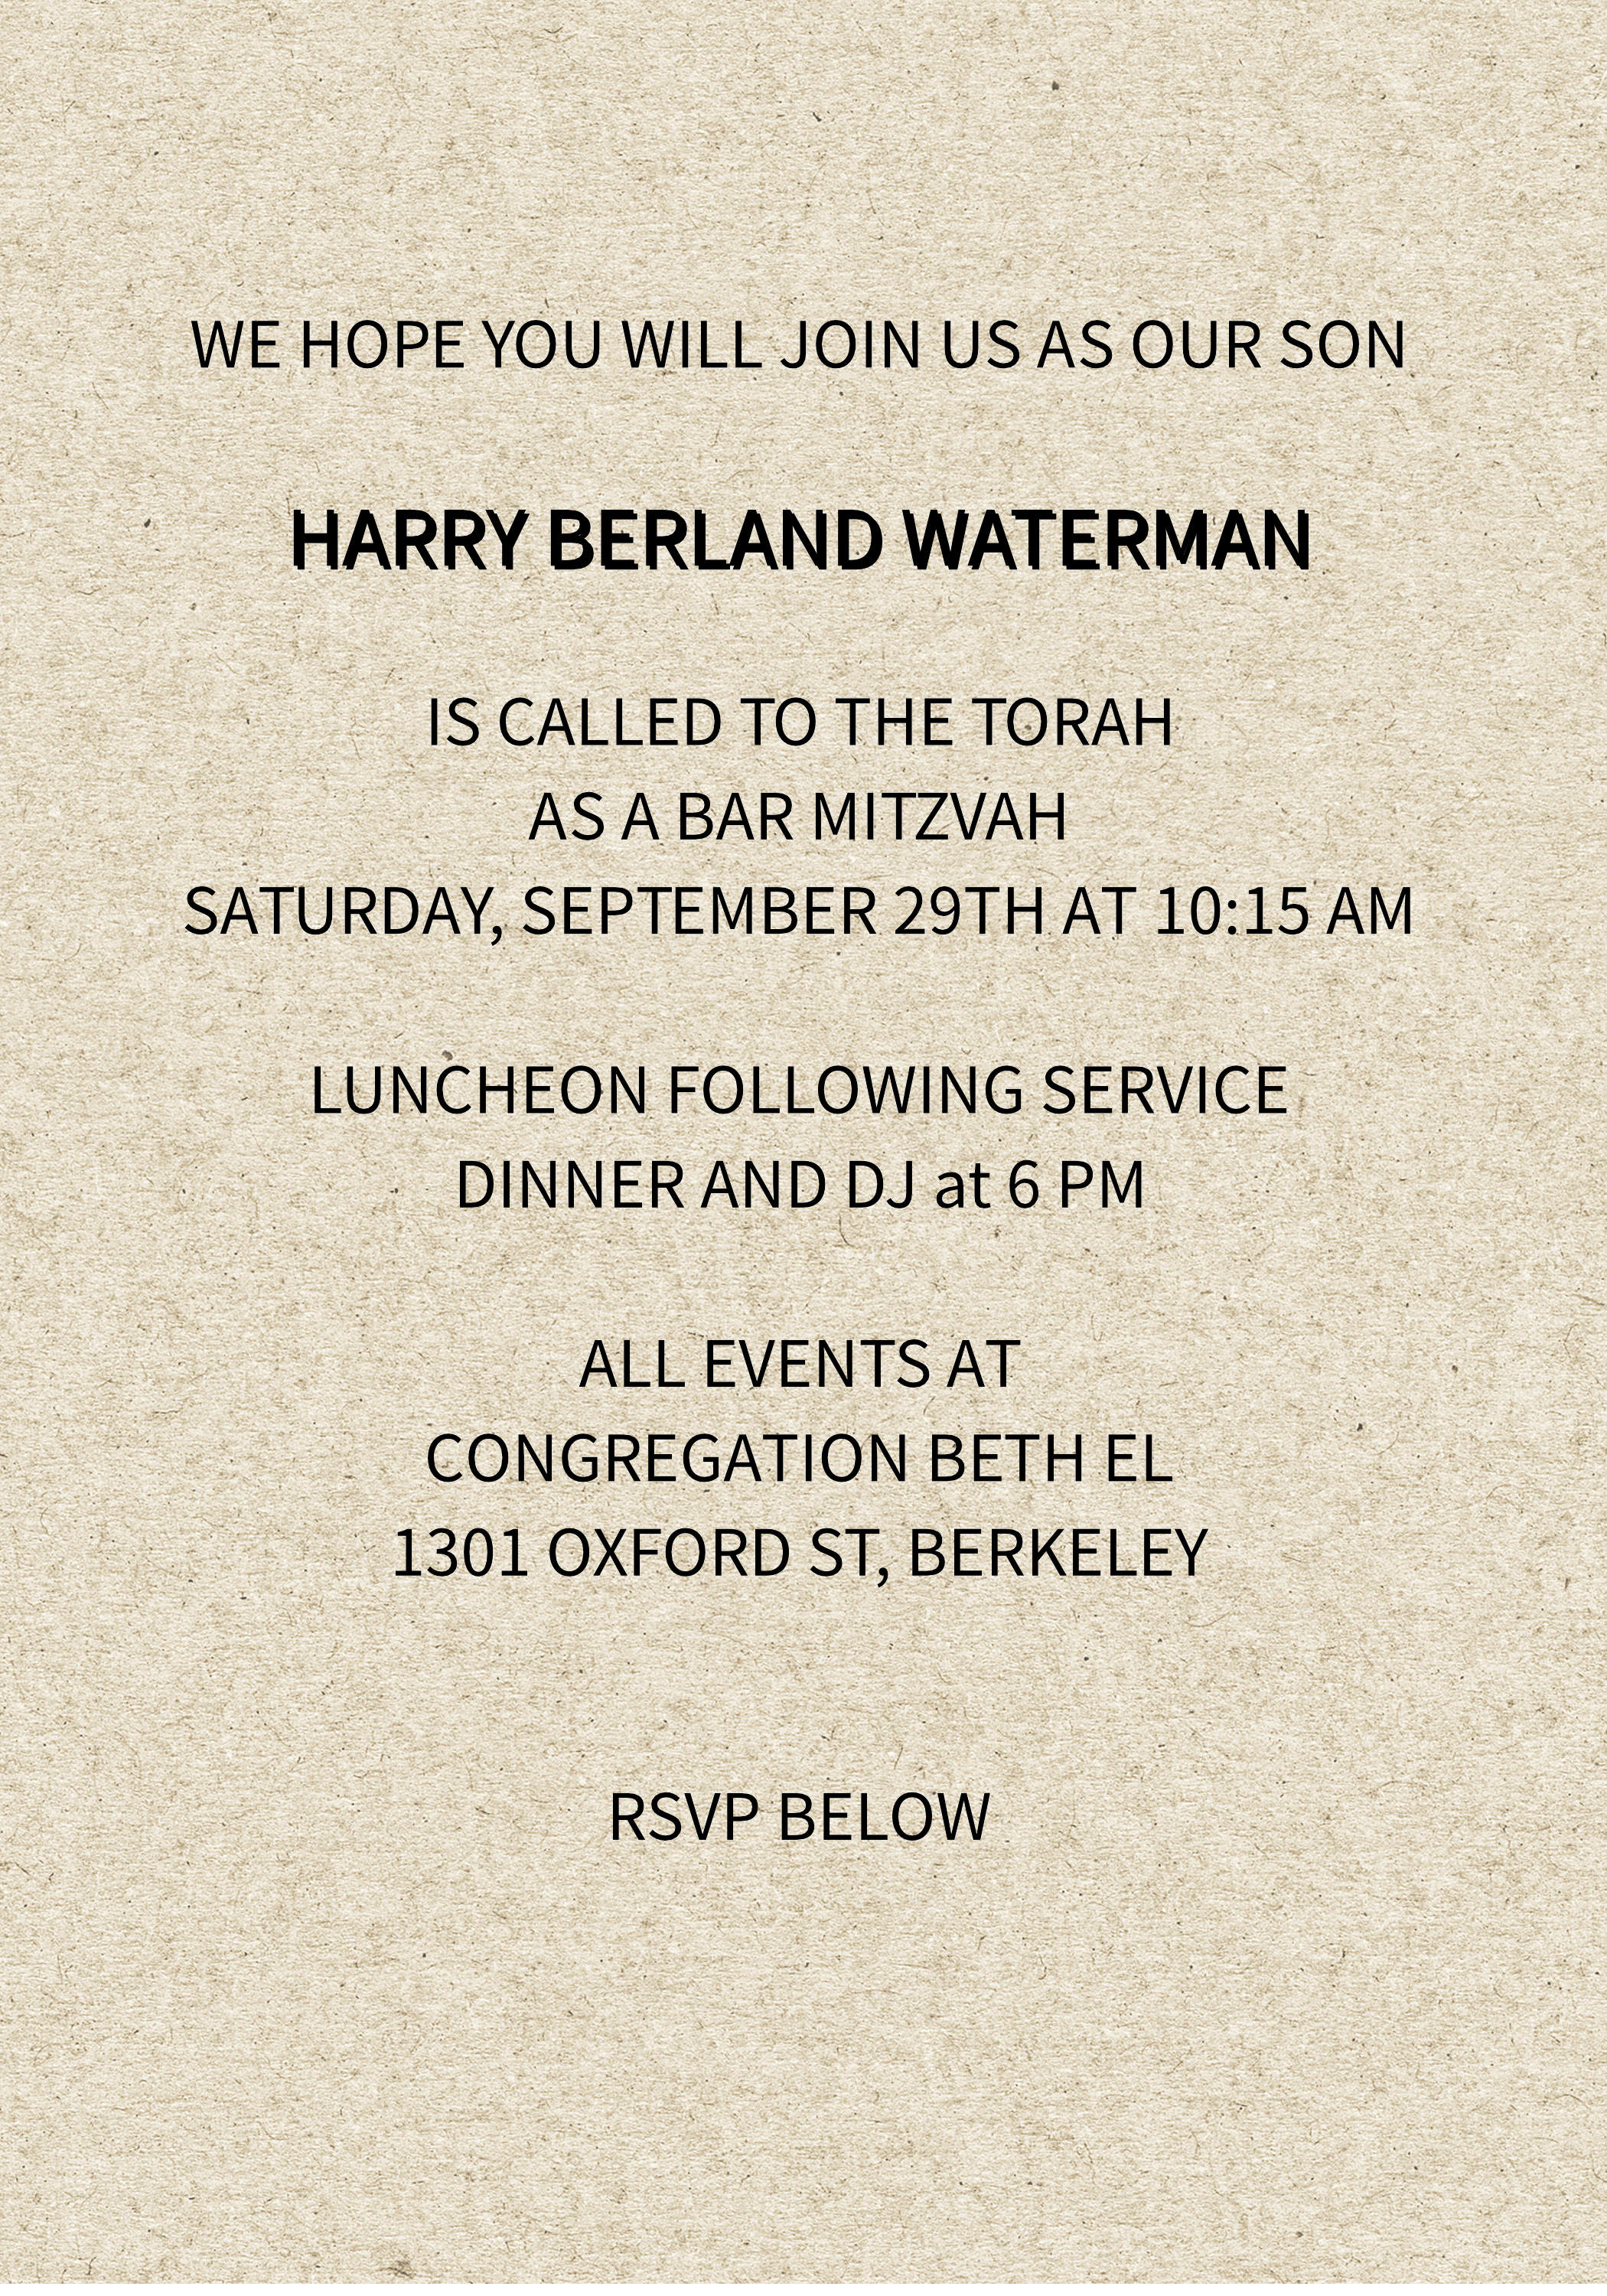 WE HOPE YOU WILL JOIN US AS OUR SON
HARRY BERLAND WATERMAN
IS CALLED TO THE TORAH
AS A BAR MITZVAH
SATURDAY, SEPTEMBER 29TH AT 10:15 AM
LUNCHEON FOLLOWING SERVICE
DINNER AND DJ at 6 PM
ALL EVENTS AT
CONGREGATION BETH EL
1301 OXFORD ST, BERKELEY
RSVP BELOW